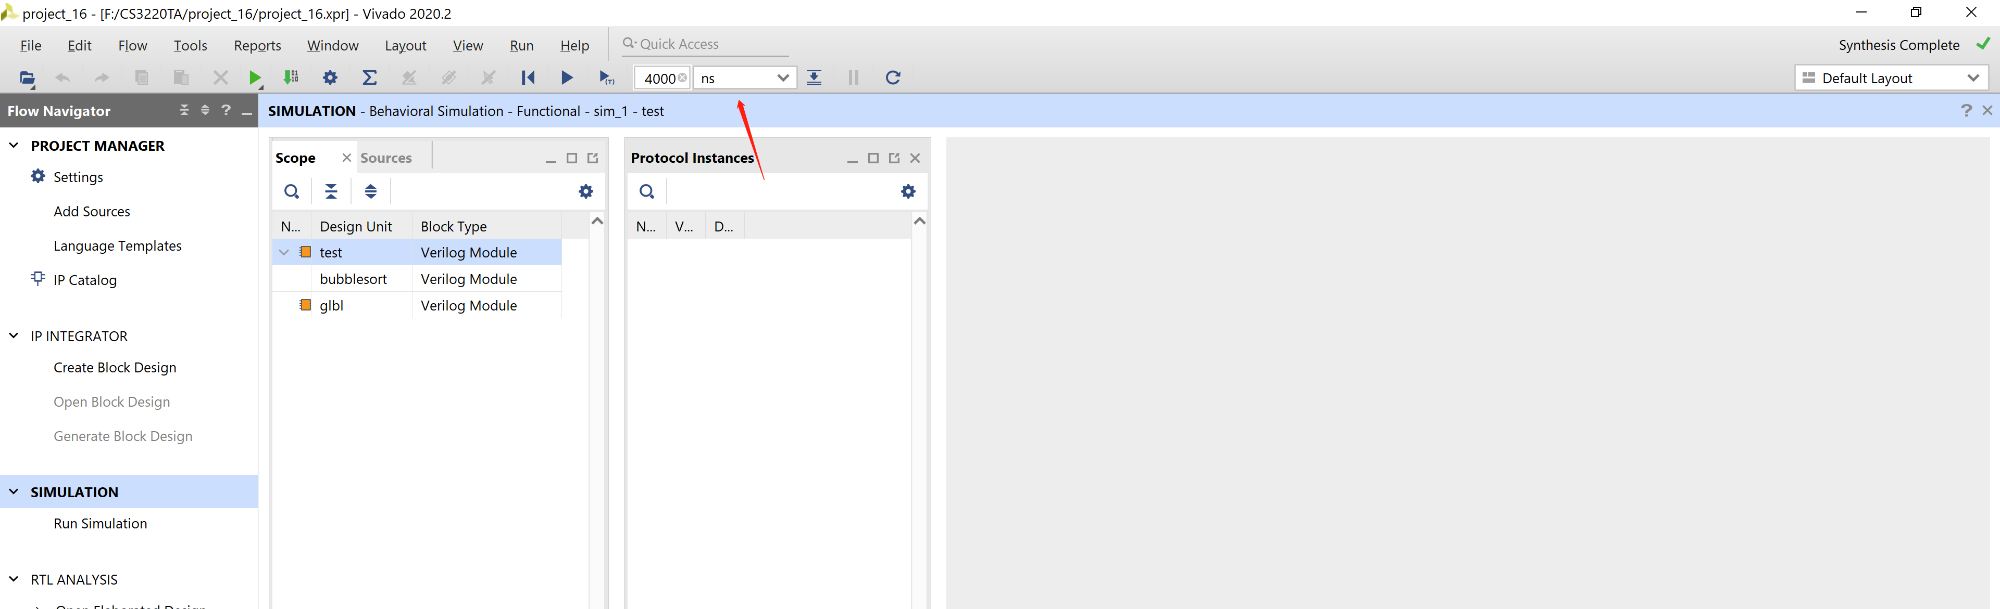 project_16 - [F:/CS3220TA/project_16/project_16.xpr] - Vivado 2020.2
File Edit Flow Tools Reports Window Layout View Run Help Quick Access Synthesis Complete
4000 ns Default Layout
Flow Navigator
SIMULATION - Behavioral Simulation - Functional - sim_1 - test
PROJECT MANAGER
Settings
Add Sources
Language Templates
IP Catalog
IP INTEGRATOR
Create Block Design
Open Block Design
Generate Block Design
SIMULATION
Run Simulation
RTL ANALYSIS
Open Elaborated Design
Scope Sources
N... Design Unit Block Type
test Verilog Module
bubblesort Verilog Module
glbl Verilog Module
Protocol Instances
N... V... D...